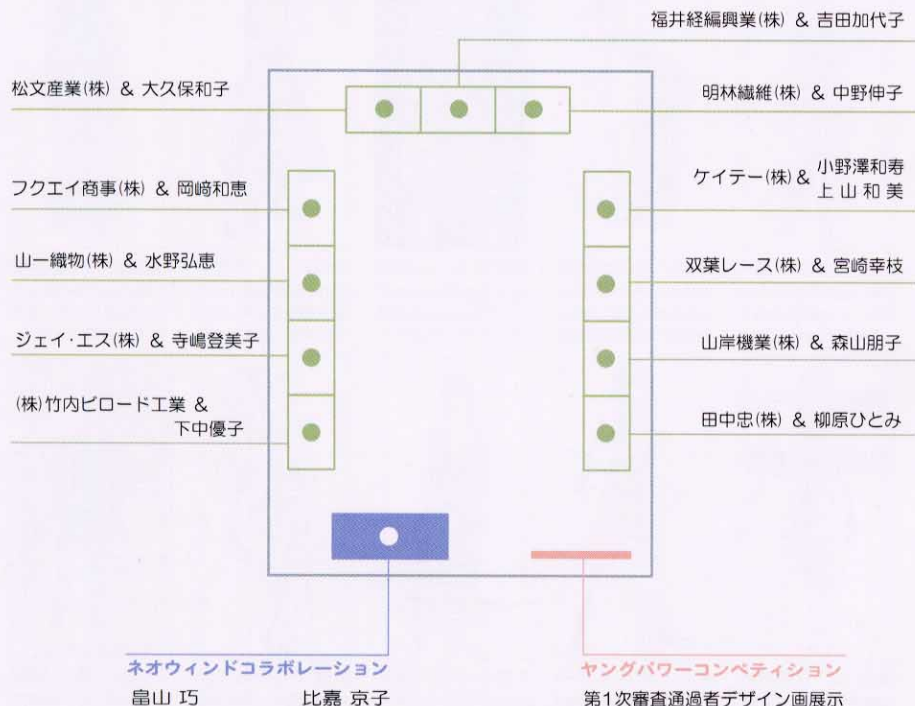 福井経編興業(株) & 吉田加代子
松文産業(株) & 大久保和子
明林繊維(株) & 中野伸子
フクエイ商事(株) & 岡﨑和恵
ケイテー(株) & 小野澤和寿
上山和美
山一織物(株) & 水野弘恵
双葉レース(株) & 宮崎幸枝
ジェイ・エス(株) & 寺嶋登美子
山岸機業(株) & 森山朋子
(株)竹内ビロード工業 &
下中優子
田中忠(株) & 柳原ひとみ
ネオウィンドコラボレーション
畠山 巧 比嘉 京子
ヤングパワーコンペティション
第1次審査通過者デザイン画展示